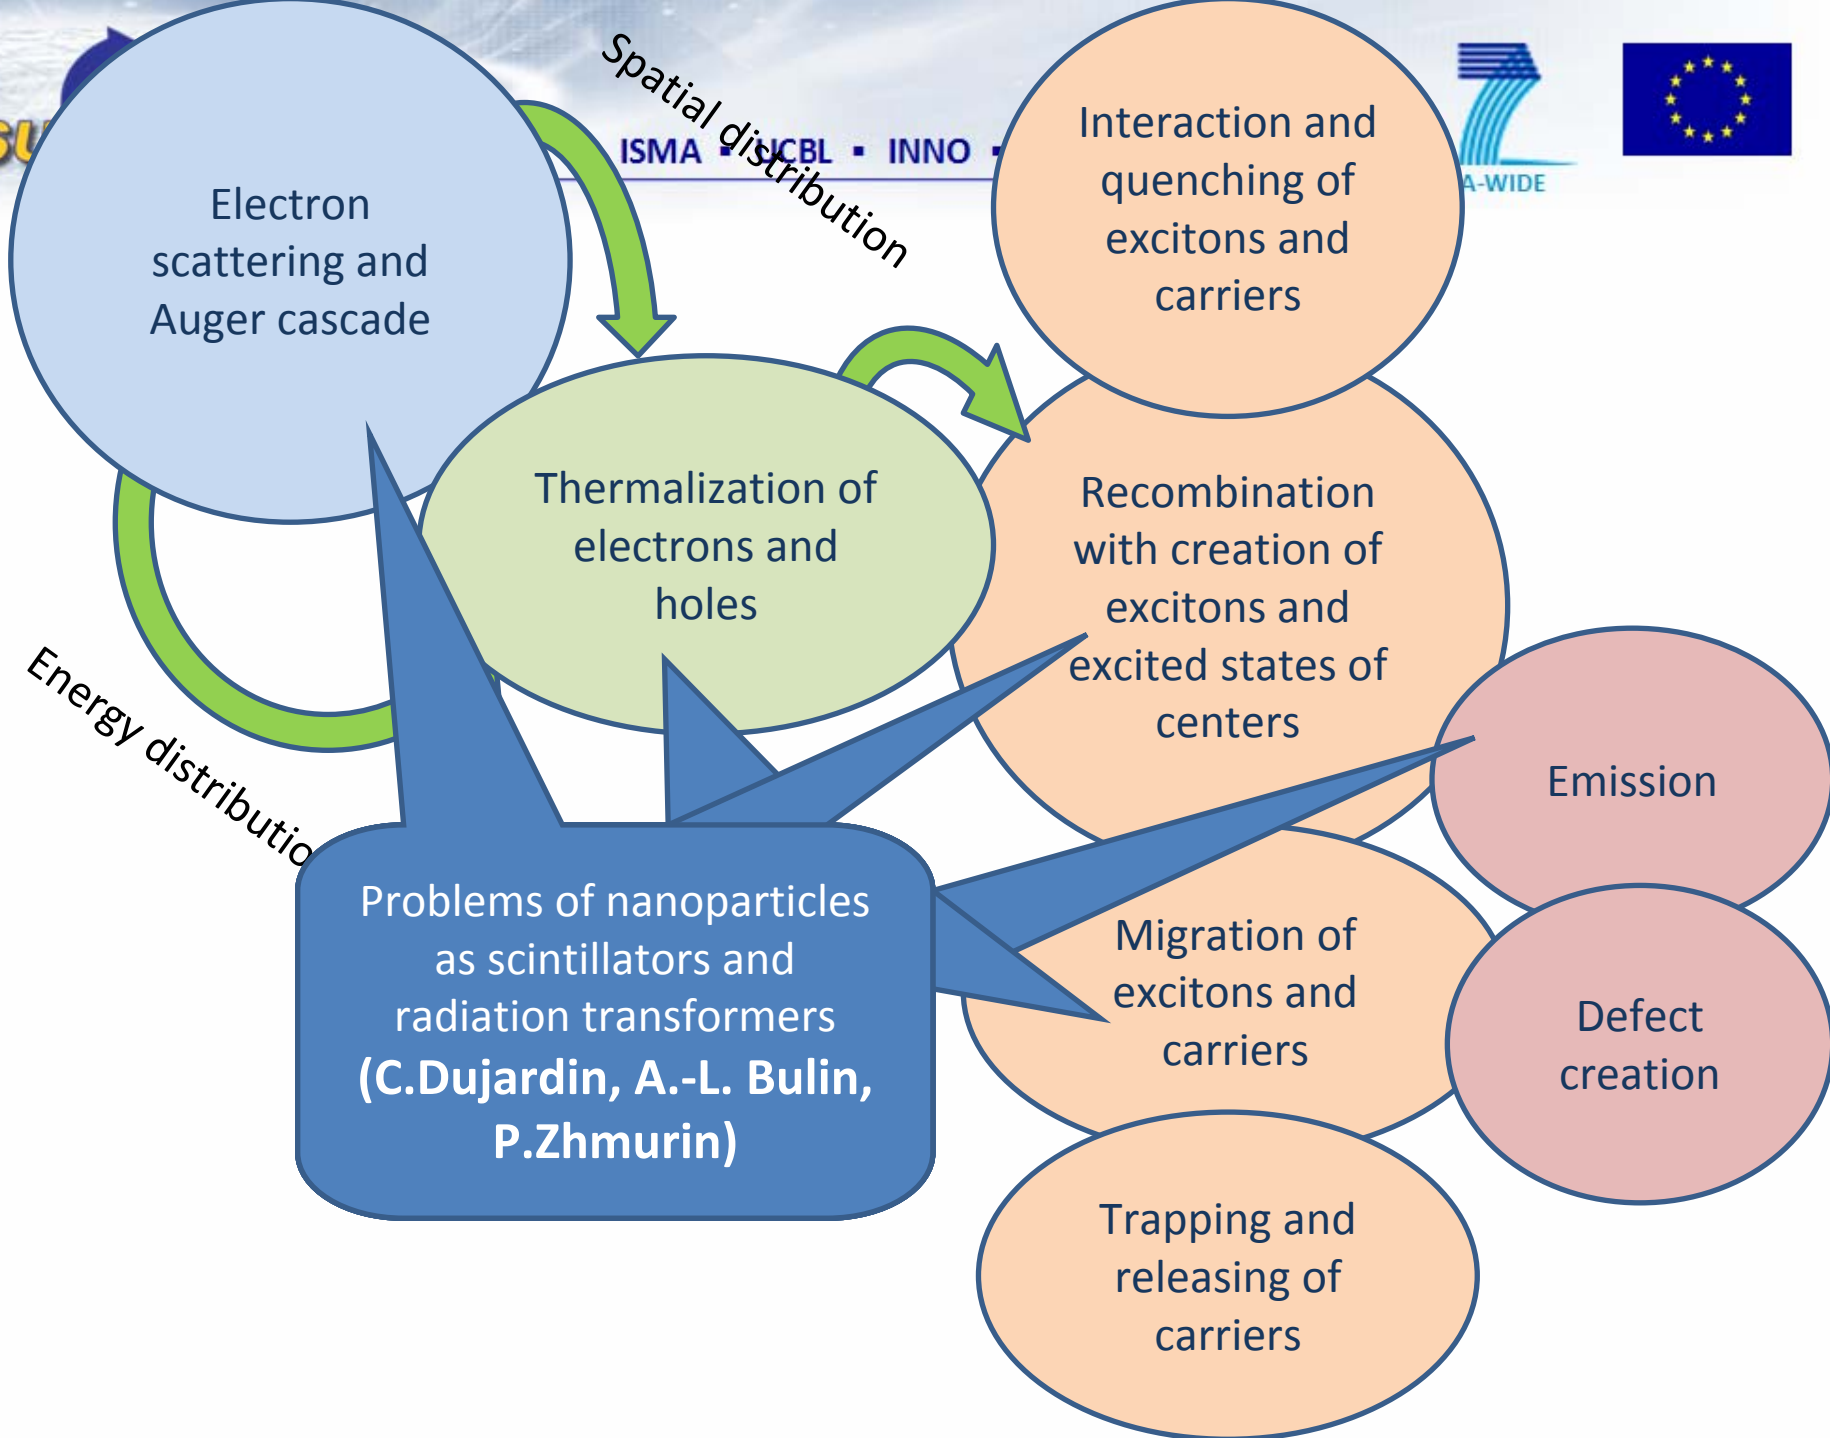 Spatial distribution
ISMA ▪ UCBL ▪ INNO ▪
A-WIDE
Electron
scattering and
Auger cascade
Interaction and
quenching of
excitons and
carriers
Thermalization of
electrons and
holes
Recombination
with creation of
excitons and
excited states of
centers
Energy distributio
Emission
Problems of nanoparticles
as scintillators and
radiation transformers
(C.Dujardin, A.-L. Bulin,
P.Zhmurin)
Migration of
excitons and
carriers
Defect
creation
Trapping and
releasing of
carriers